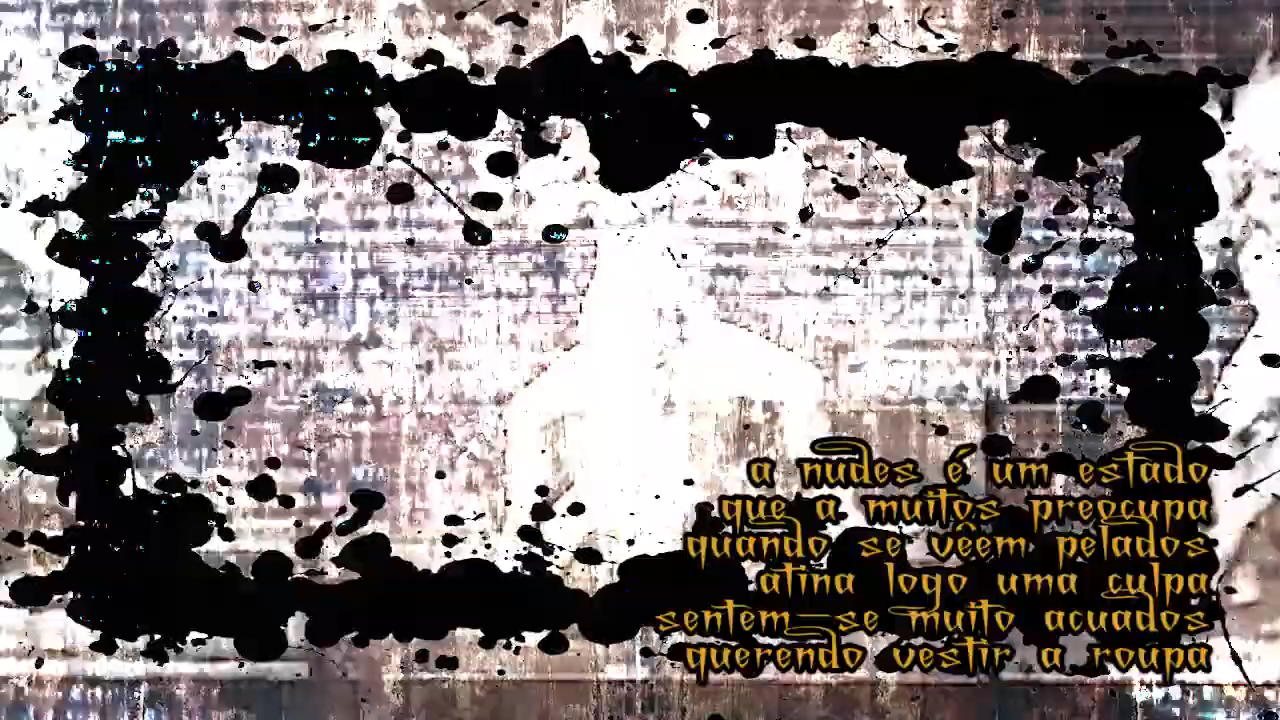 a nudes é um estado
que a muitos preocupa
quando se vêem pelados
atina logo uma culpa
sentem-se muito acuados
querendo vestir a roupa